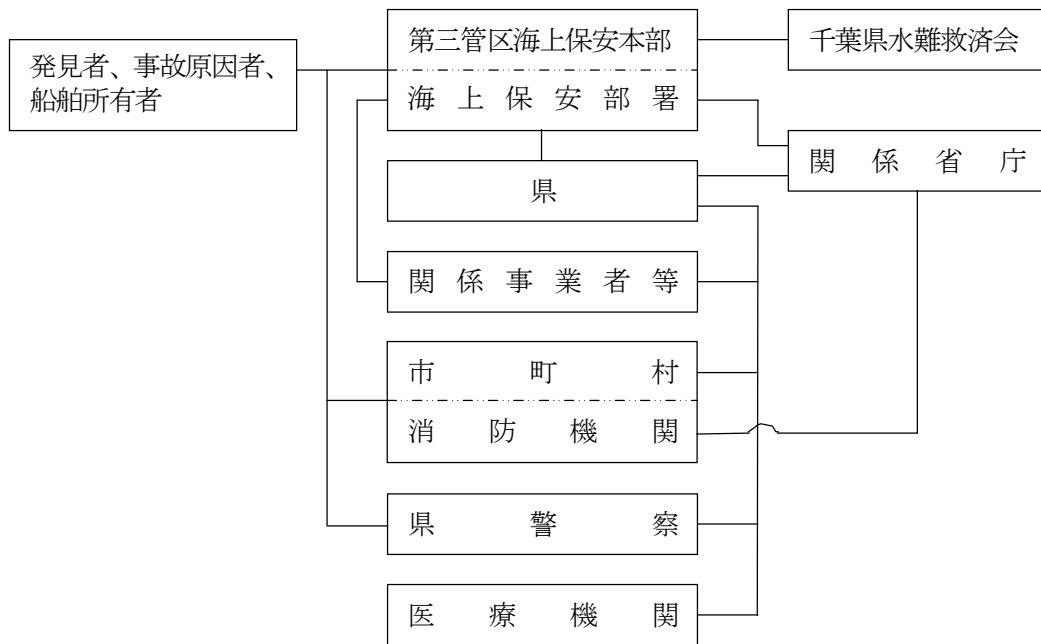 発見者、事故原因者、
船舶所有者
第三管区海上保安本部
海上保安部署
千葉県水難救済会
関係省庁
県
関係事業者等
市町村
消防機関
県警察
医療機関